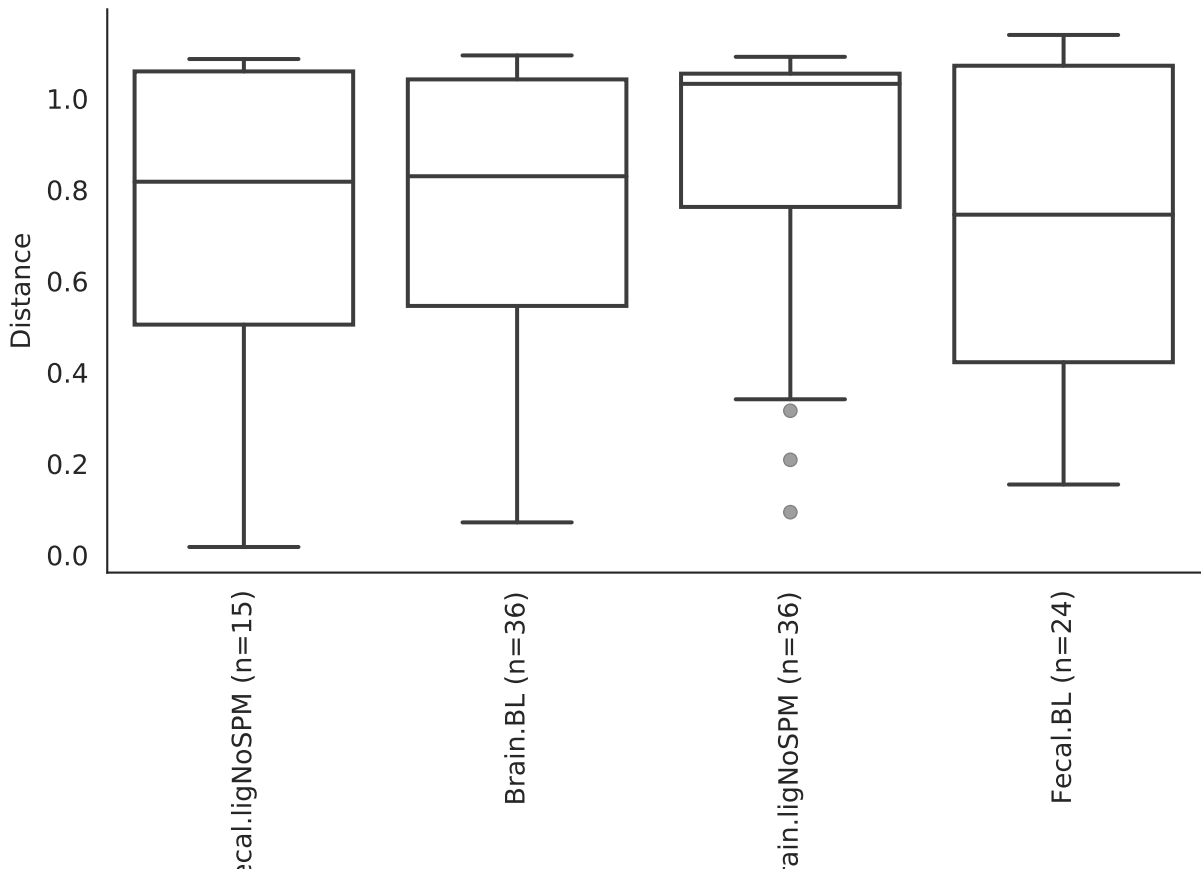 Distance
1.0
0.8
0.6
0.4
0.2
0.0
ecal.ligNoSPM (n=15)
Brain.BL (n=36)
rain.ligNoSPM (n=36)
Fecal.BL (n=24)